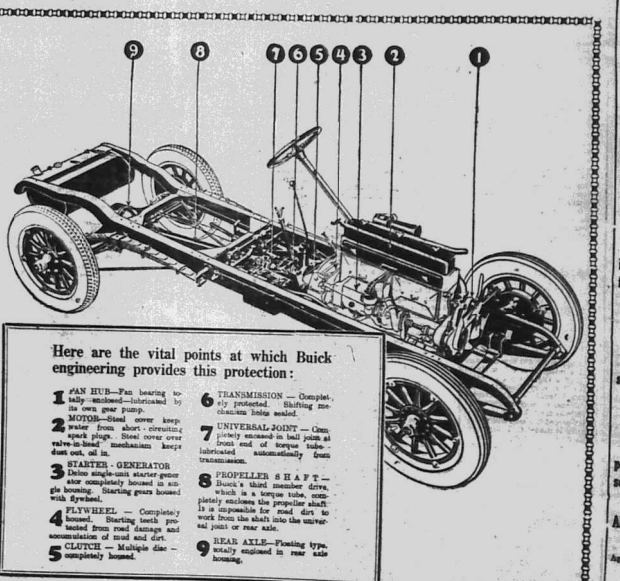 9 8 7 6 5 4 3 2 1
Here are the vital points at which Buick
engineering provides this protection:
1 FAN HUB—Fan bearing to-
tally enclosed—lubricated by
its own gear pump.
2 MOTOR—Steel cover keeps
water from short-circuiting
spark plugs. Steel cover over
valve-in-head mechanism keeps
dust out, oil in.
3 STARTER-GENERATOR
Delco single-unit starter-gener
ator completely housed in sin-
gle housing. Starting gears housed
with flywheel.
4 FLYWHEEL — Completely
housed. Starting teeth pro-
tected from road damage and
accumulation of mud and dirt.
5 CLUTCH — Multiple disc —
completely housed.
6 TRANSMISSION — Complet-
ely protected. Shifting me-
chanism holes sealed.
7 UNIVERSAL JOINT — Com-
pletely encased in ball joint at
front end of torque tube—
lubricated automatically from
transmission.
8 PROPELLER SHAFT—
Buick's third member drive,
which is a torque tube, com-
pletely encloses the propeller shaft.
It is impossible for road dirt to
work from the shaft into the univer-
sal joint or rear axle.
9 REAR AXLE—Floating type,
totally enclosed in rear axle
housing.